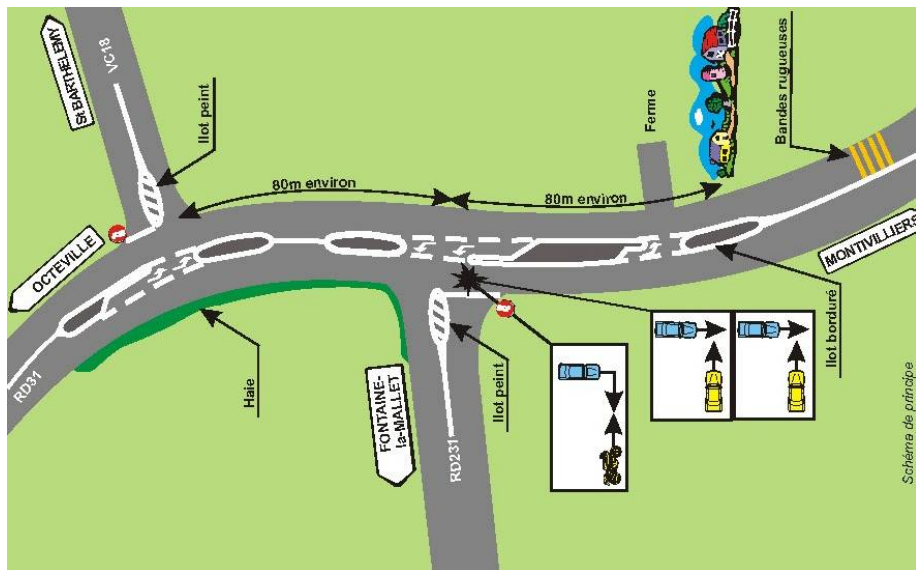 St BARTHELEMY
VC18
Ilot peint
OCTEVILLE
RD31
Haie
80m environ
80m environ
Ferme
Bandes rugueuses
MONTIVILLIERS
FONTAINE-
la-MALLET
RD231
Ilot peint
Ilot borduré
Schéma de principe